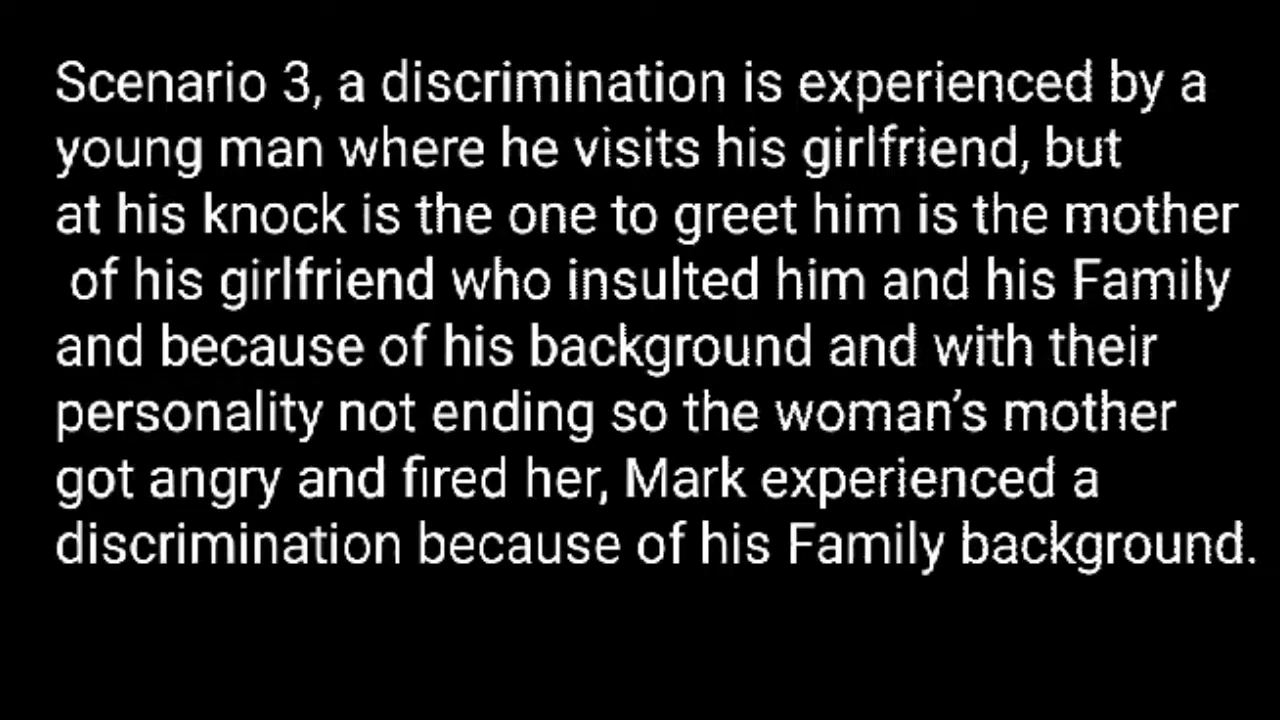 Scenario 3, a discrimination is experienced by a
young man where he visits his girlfriend, but
at his knock is the one to greet him is the mother
of his girlfriend who insulted him and his Family
and because of his background and with their
personality not ending so the woman’s mother
got angry and fired her, Mark experienced a
discrimination because of his Family background.